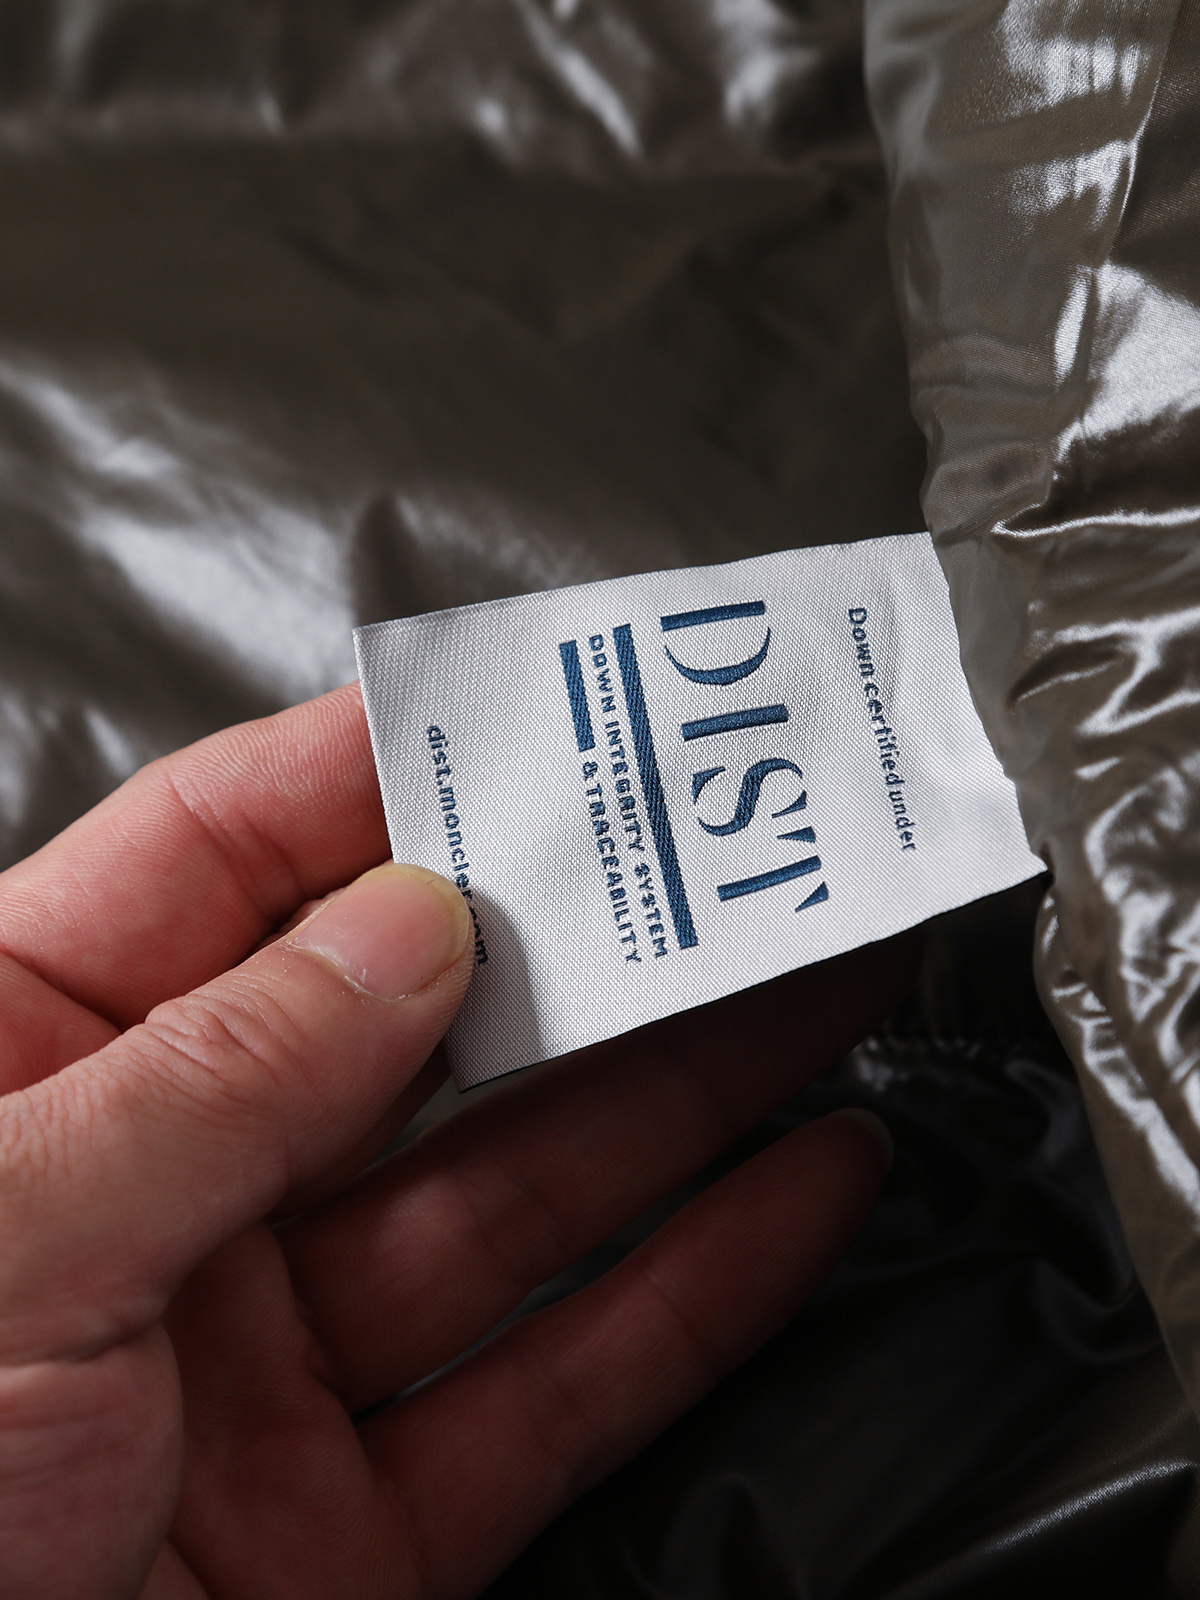 Down certified under
DIST
DOWN INTEGRITY SYSTEM
& TRACEABILITY
dist.moncler.com